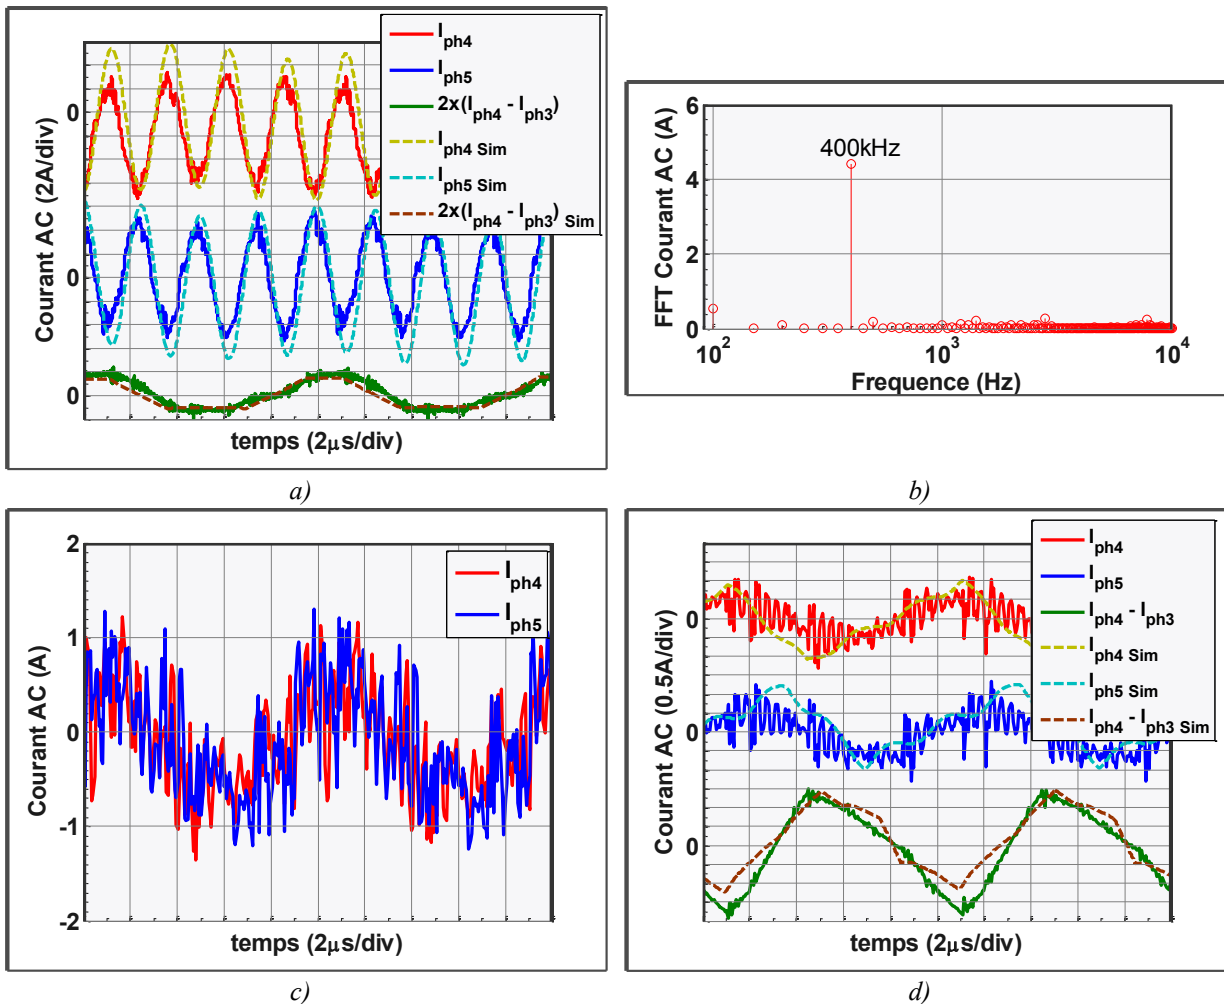 I_ph4
I_ph5
2x(I_ph4 - I_ph3)
I_ph4 Sim
I_ph5 Sim
2x(I_ph4 - I_ph3) Sim
0
0
0
Courant AC (2A/div)
temps (2μs/div)
a)
6
4
2
0
400kHz
10^2
10^3
10^4
FFT Courant AC (A)
Frequence (Hz)
b)
2
1
0
-1
-2
I_ph4
I_ph5
Courant AC (A)
temps (2μs/div)
c)
I_ph4
I_ph5
I_ph4 - I_ph3
I_ph4 Sim
I_ph5 Sim
I_ph4 - I_ph3 Sim
0
0
0
Courant AC (0.5A/div)
temps (2μs/div)
d)